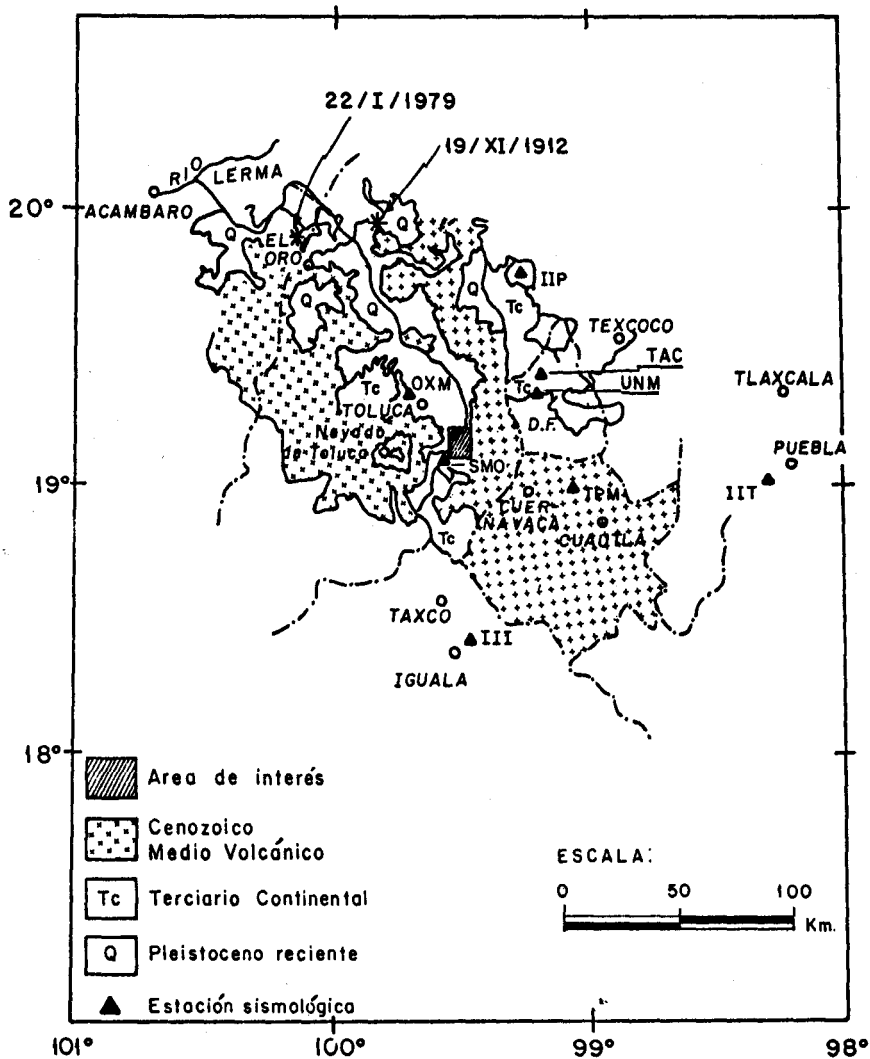 22/I/1979
19/XI/1912
RIO LERMA
20°
ACAMBARO
Q
Q
EL
ORO
IIP
Q
Q
Tc
TEXCOCO
TAC
Tc
OXM
Tc
UNM
TLAXCALA
TOLUCA
D.F.
Nevado
de Toluca
SMO
PUEBLA
19°
IIT
CUER-
NAVACA
TPM
Tc
CUAUTLA
TAXCO
III
IGUALA
18°
Area de interés
Cenozoico
Medio Volcánico
Tc Terciario Continental
Q Pleistoceno reciente
Estación sismológica
ESCALA:
0 50 100
Km.
101° 100° 99° 98°